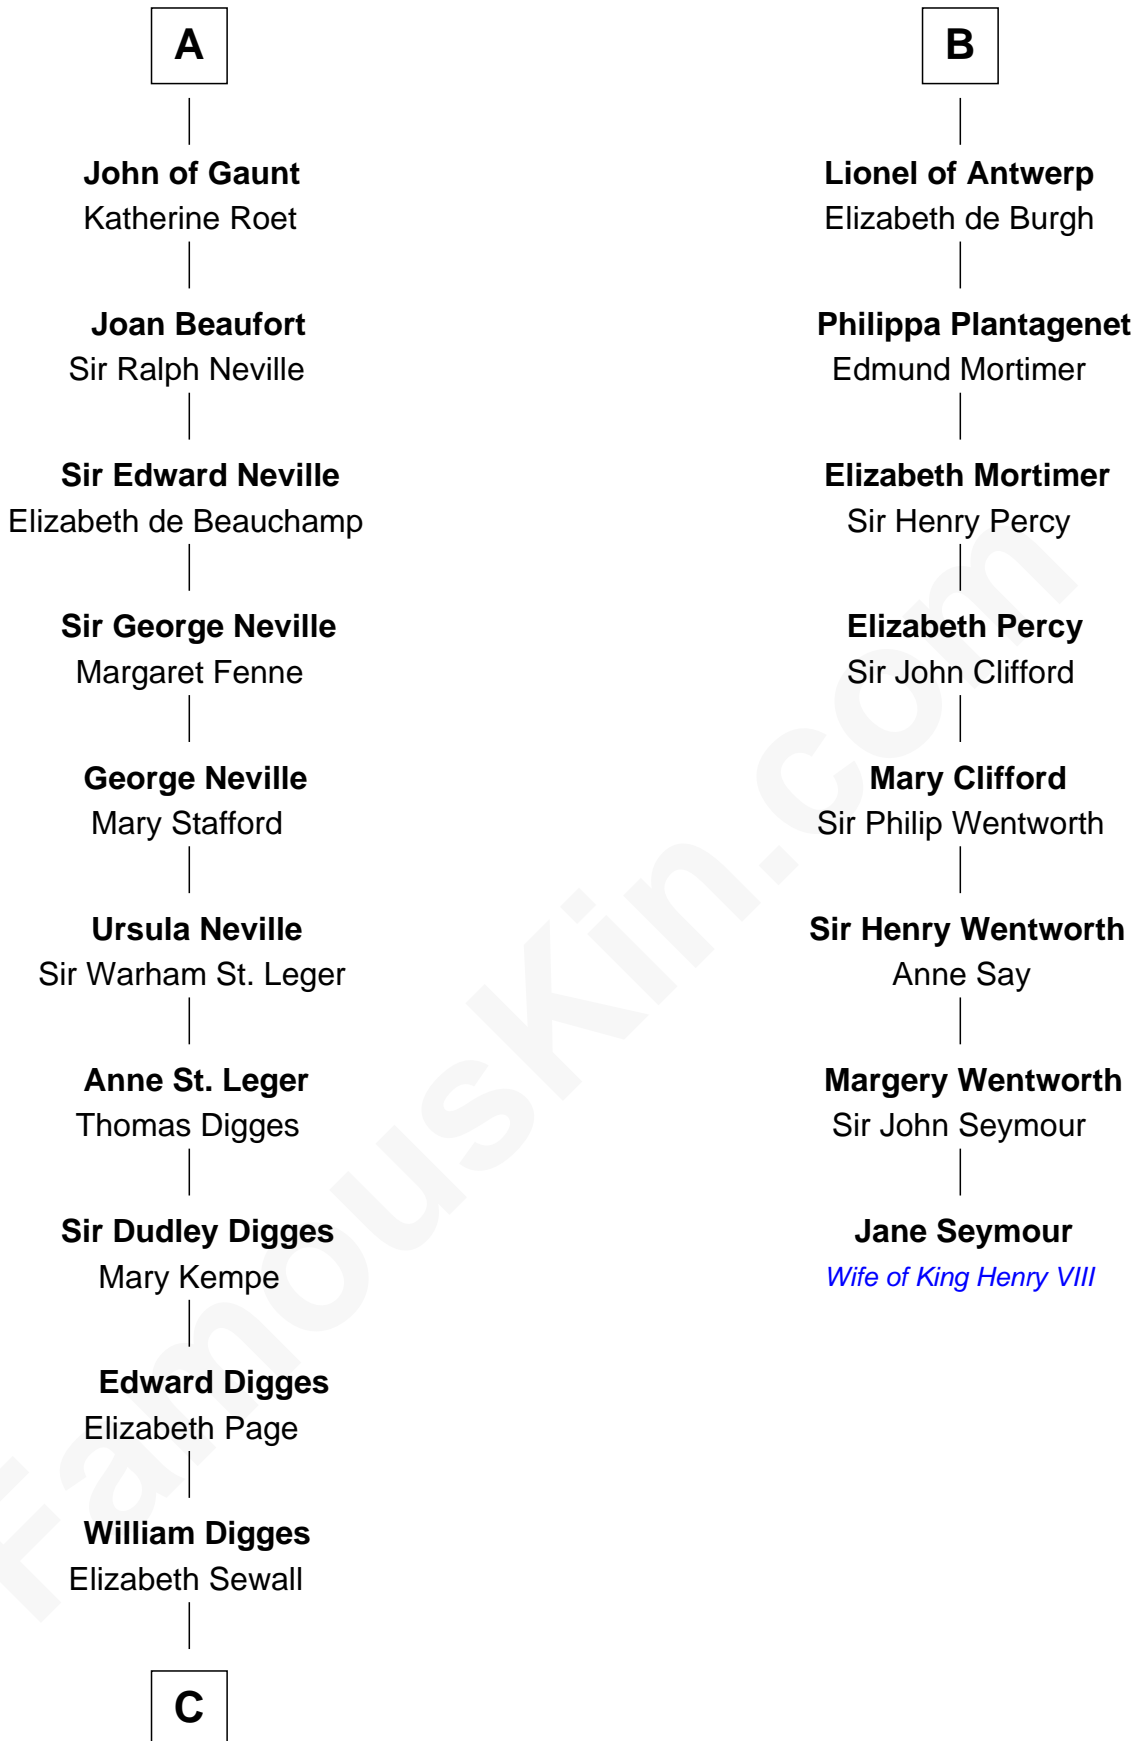 A
John of Gaunt
Katherine Roet
Joan Beaufort
Sir Ralph Neville
Sir Edward Neville
Elizabeth de Beauchamp
Sir George Neville
Margaret Fenne
George Neville
Mary Stafford
Ursula Neville
Sir Warham St. Leger
Anne St. Leger
Thomas Digges
Sir Dudley Digges
Mary Kempe
Edward Digges
Elizabeth Page
William Digges
Elizabeth Sewall
C
B
Lionel of Antwerp
Elizabeth de Burgh
Philippa Plantagenet
Edmund Mortimer
Elizabeth Mortimer
Sir Henry Percy
Elizabeth Percy
Sir John Clifford
Mary Clifford
Sir Philip Wentworth
Sir Henry Wentworth
Anne Say
Margery Wentworth
Sir John Seymour
Jane Seymour
Wife of King Henry VIII
FamousKin.com